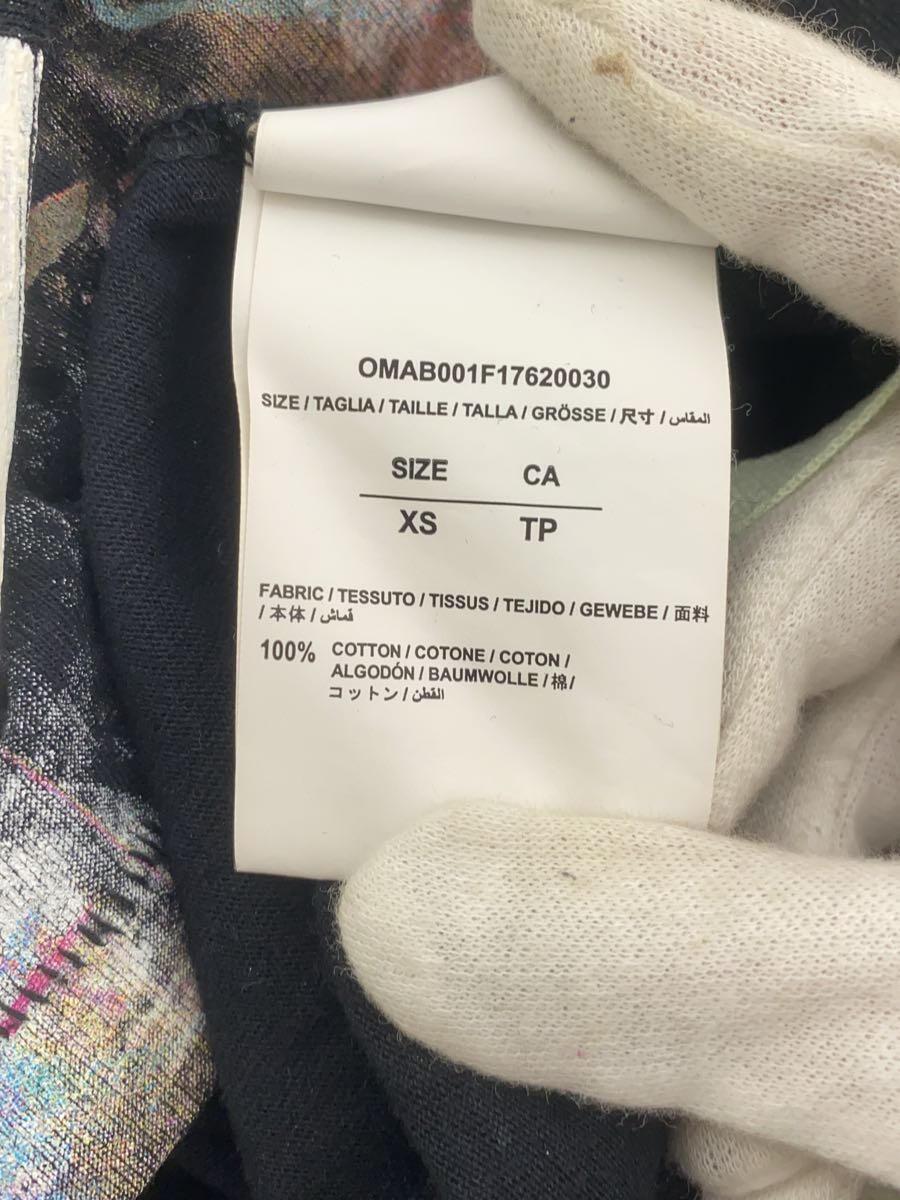 OMAB001F17620030
SIZE / TAGLIA / TAILLE / TALLA / GRÖSSE / 尺寸 / المقاس
SIZE CA
XS TP
FABRIC / TESSUTO / TISSUS / TEJIDO / GEWEBE / 面料
/ 本体 / قماش
100% COTTON / COTONE / COTON /
ALGODÓN / BAUMWOLLE / 棉/
コットン / القطن